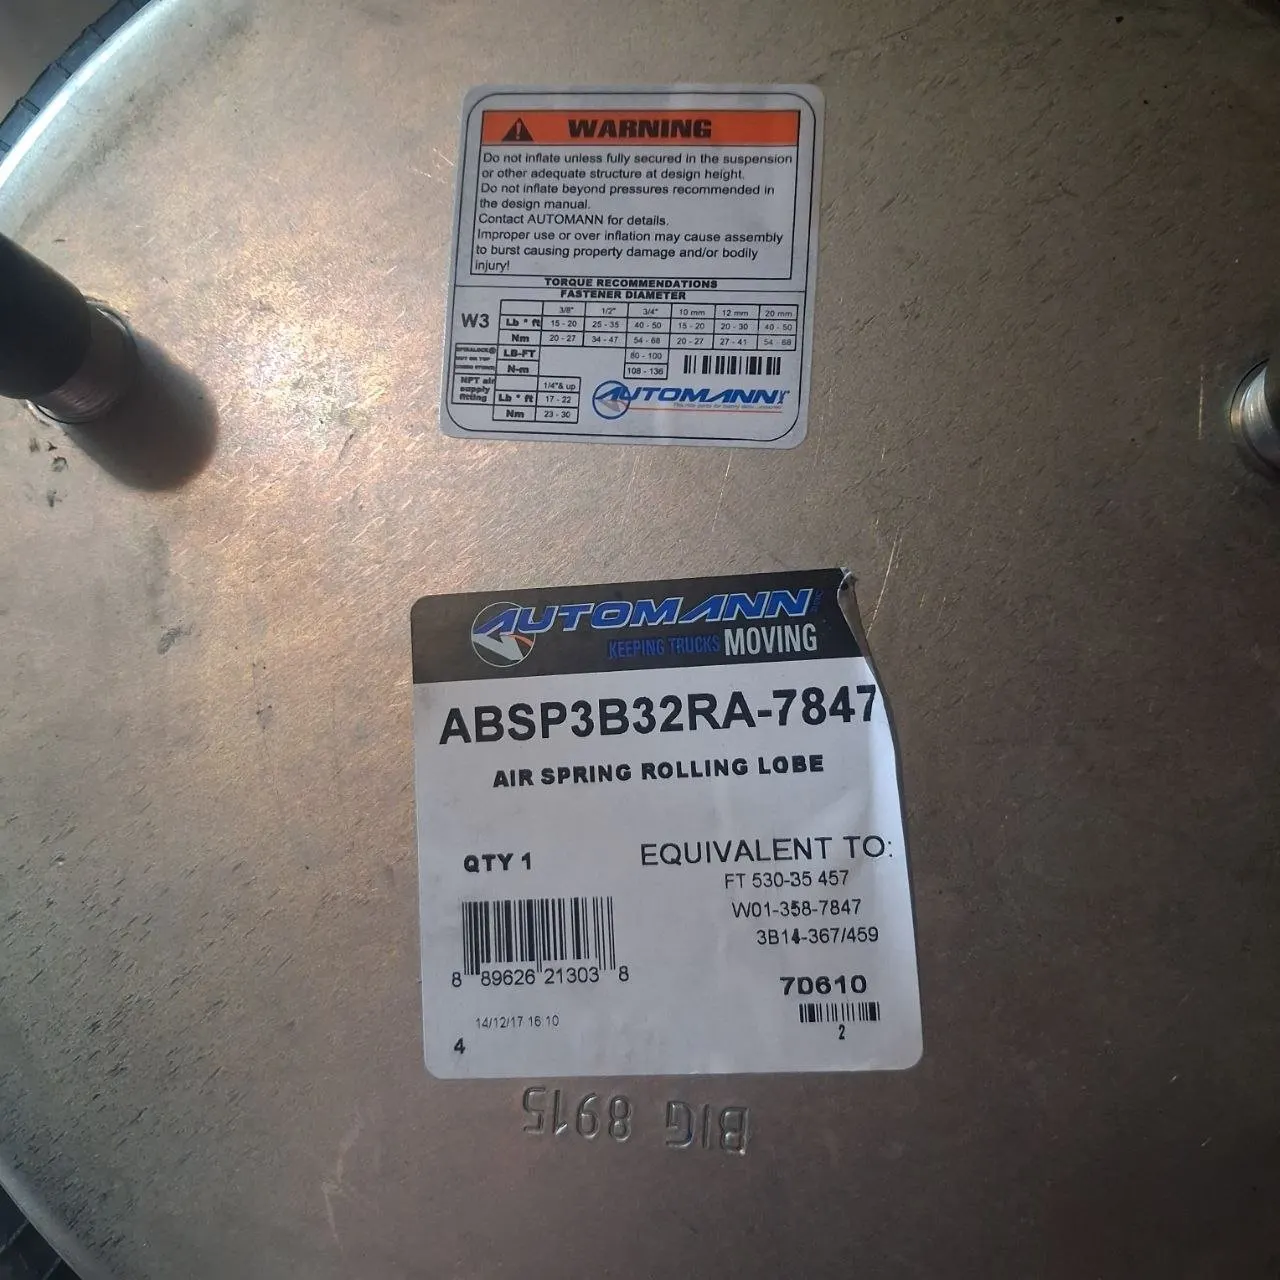 WARNING
Do not inflate unless fully secured in the suspension
or other adequate structure at design height.
Do not inflate beyond pressures recommended in
the design manual.
Contact AUTOMANN for details.
Improper use or over inflation may cause assembly
to burst causing property damage and/or bodily
injury!
TORQUE RECOMMENDATIONS
FASTENER DIAMETER
3/8" 1/2" 3/4" 10 mm 12 mm 20 mm
W3 Lb * ft 15 - 20 25 - 35 40 - 50 15 - 20 20 - 30 40 - 50
Nm 20 - 27 34 - 47 54 - 68 20 - 27 27 - 41 54 - 68
LB-FT 80 - 100
N-m 108 - 136
NPT air
supply
fitting
1/4"& up
Lb * ft 17 - 22
Nm 23 - 30
AUTOMANN
AUTOMANN INC
KEEPING TRUCKS MOVING
ABSP3B32RA-7847
AIR SPRING ROLLING LOBE
QTY 1
EQUIVALENT TO:
FT 530-35 457
W01-358-7847
3B14-367/459
8 89626 21303 8
7D610
2
14/12/17 16:10
4
BIG 8915